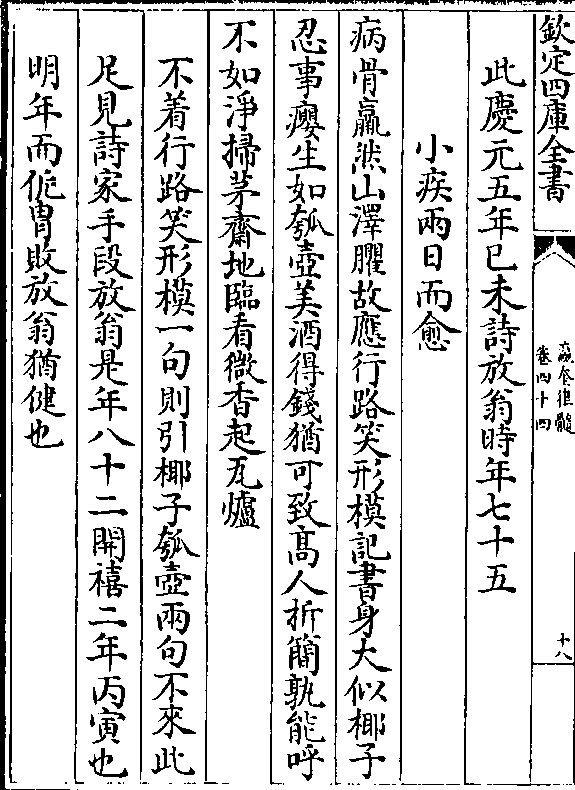 欽定四庫全書
瀛奎律髓
卷四十四
十八
此慶元五年已未詩放翁時年七十五
小疾兩日而愈
病骨羸然山澤臞故應行路笑形模記書身大似椰子
忍事癭生如瓠壺美酒得錢猶可致髙人折簡孰能呼
不如淨掃茅齋地臨看微香起瓦爐
不着行路笑形模一句則引椰子瓠壺兩句不來此
足見詩家手段放翁是年八十二開禧二年丙寅也
明年而侂胄敗放翁猶健也